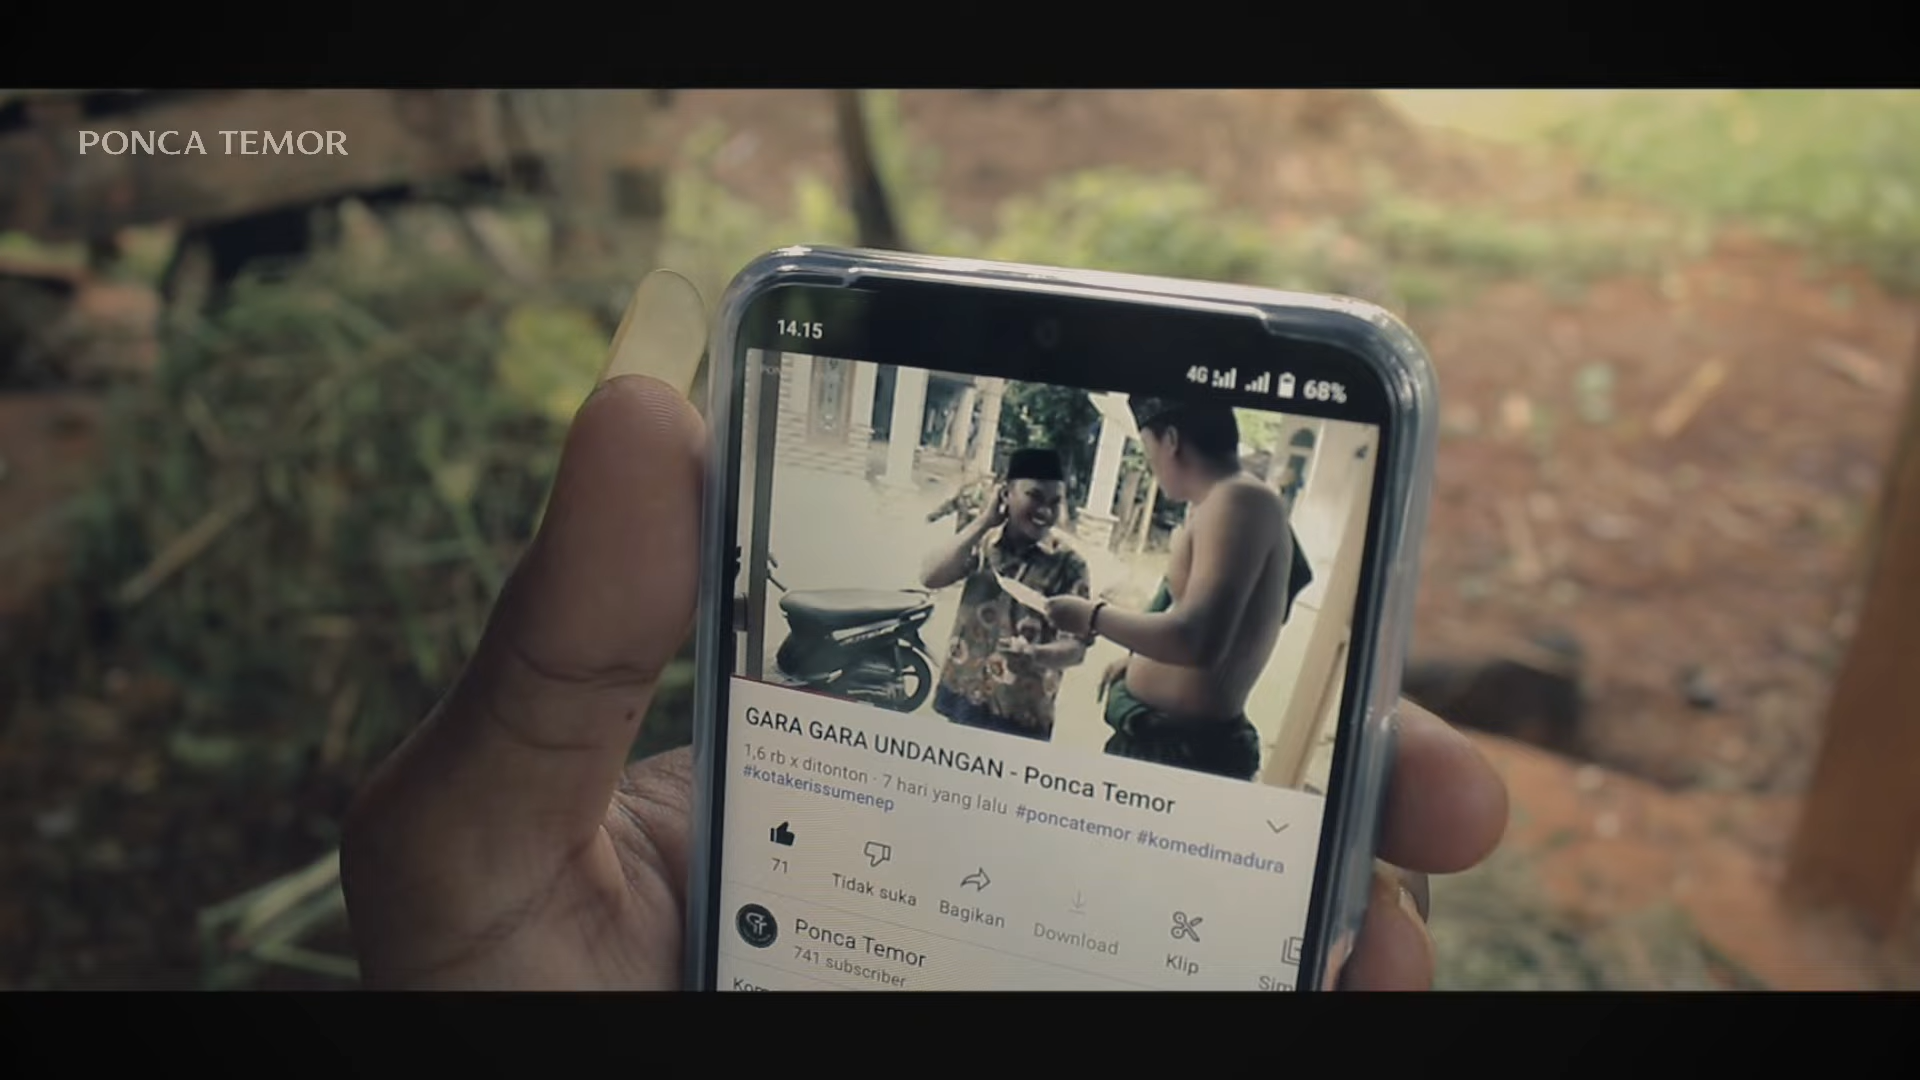 PONCA TEMOR
14.15
4G 68%
GARA GARA UNDANGAN - Ponca Temor
1,6 rb x ditonton · 7 hari yang lalu #poncatemor #komedimadura
#kotakerissumenep
71
Tidak suka
Bagikan
Download
Klip
Ponca Temor
741 subscriber